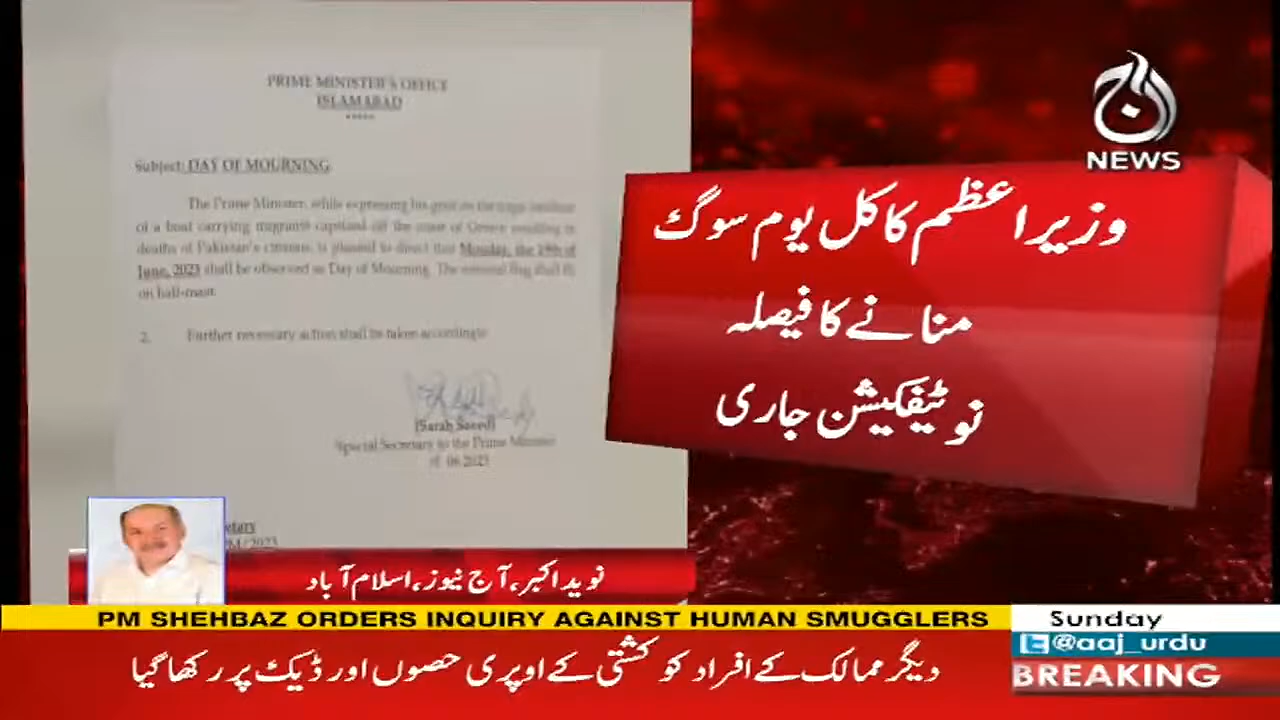 PRIME MINISTER'S OFFICE
ISLAMABAD
*****
Subject: DAY OF MOURNING
The Prime Minister, while expressing his grief on the tragic incident
of a boat carrying migrants capsized off the coast of Greece resulting in
deaths of Pakistan's citizens, is pleased to direct that Monday, the 19th of
June, 2023 shall be observed as Day of Mourning. The national flag shall fly
on half-mast.
2. Further necessary action shall be taken accordingly.
(Sarah Saeed)
Special Secretary to the Prime Minister
06.2023
آج
NEWS
وزیراعظم کا کل یوم سوگ
منانے کا فیصلہ
نوٹیفکیشن جاری
نوید اکبر، آج نیوز، اسلام آباد
PM SHEHBAZ ORDERS INQUIRY AGAINST HUMAN SMUGGLERS
Sunday
@aaj_urdu
BREAKING
دیگر ممالک کے افراد کو کشتی کے اوپری حصوں اور ڈیک پر رکھا گیا